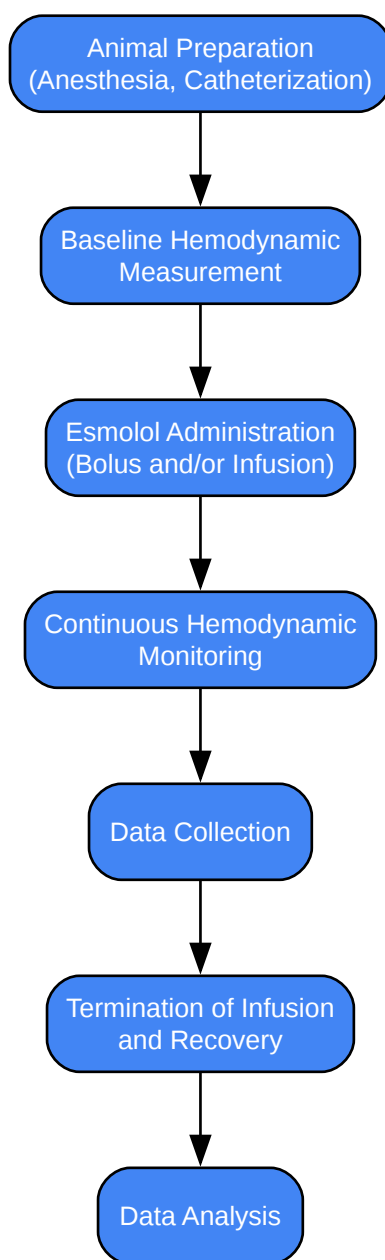 Animal Preparation
(Anesthesia, Catheterization)
Baseline Hemodynamic
Measurement
Esmolol Administration
(Bolus and/or Infusion)
Continuous Hemodynamic
Monitoring
Data Collection
Termination of Infusion
and Recovery
Data Analysis